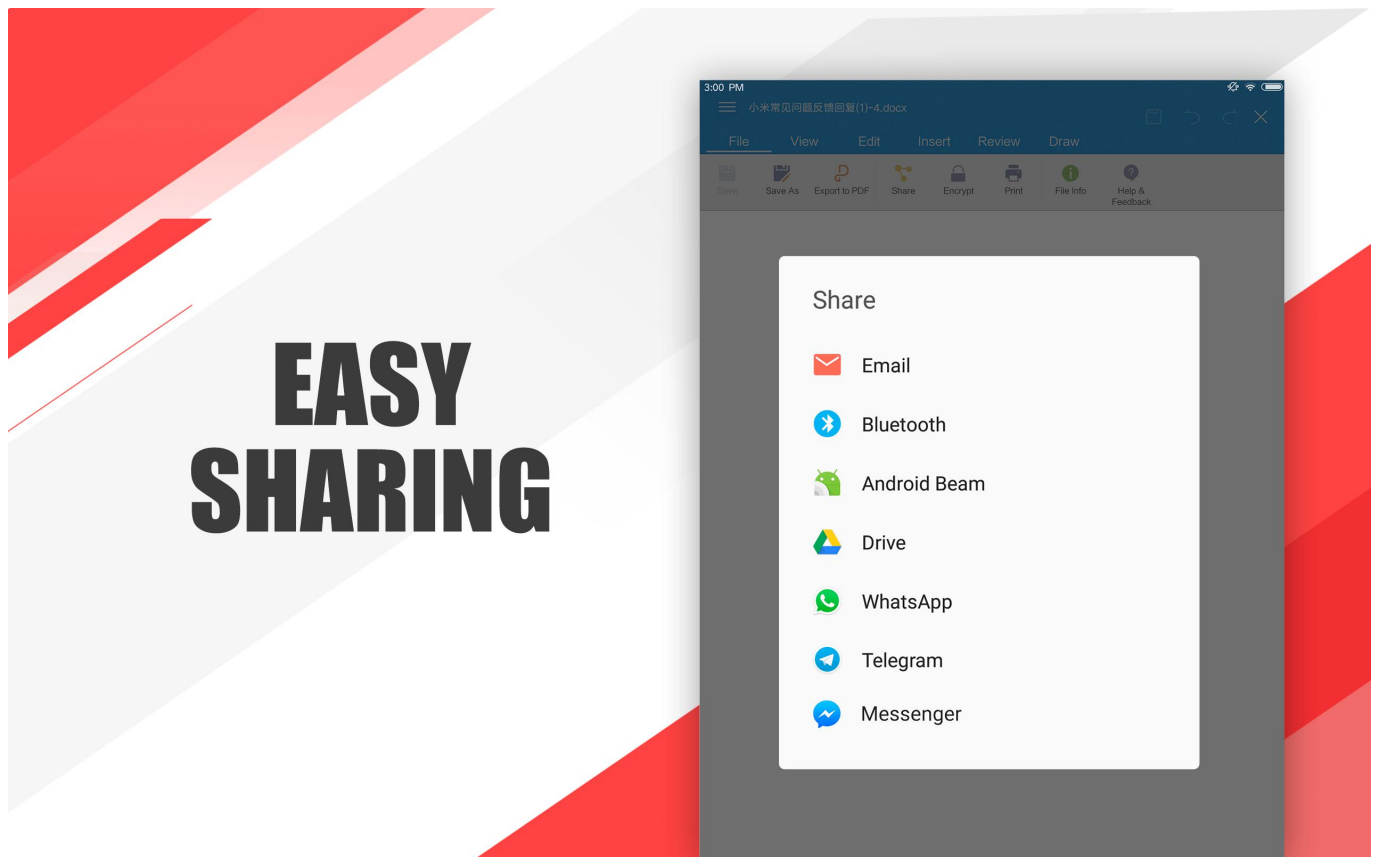 EASY
SHARING
3:00 PM
小米常见问题反馈回复(1)-4.docx
File View Edit Insert Review Draw
Save Save As Export to PDF Share Encrypt Print File Info Help &
Feedback
Share
Email
Bluetooth
Android Beam
Drive
WhatsApp
Telegram
Messenger